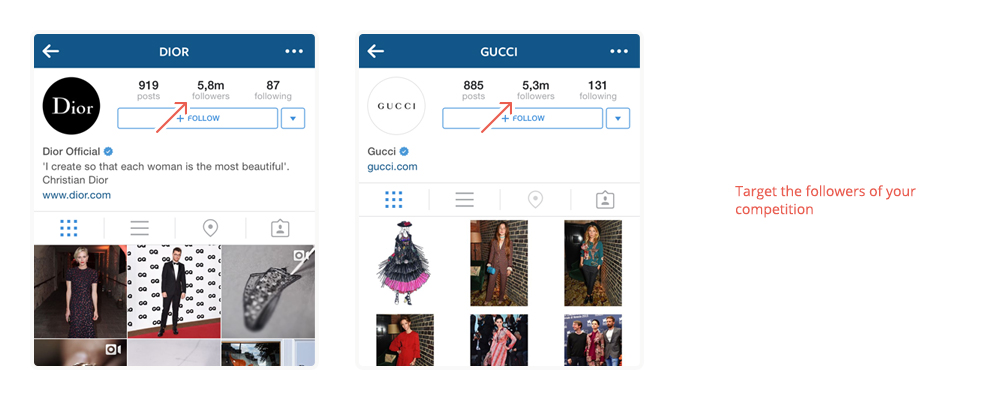 DIOR
919 5,8m 87
posts followers following
+ FOLLOW
Dior
Dior Official
'I create so that each woman is the most beautiful'.
Christian Dior
www.dior.com
GUCCI
885 5,3m 131
posts followers following
+ FOLLOW
GUCCI
Gucci
gucci.com
Target the followers of your
competition